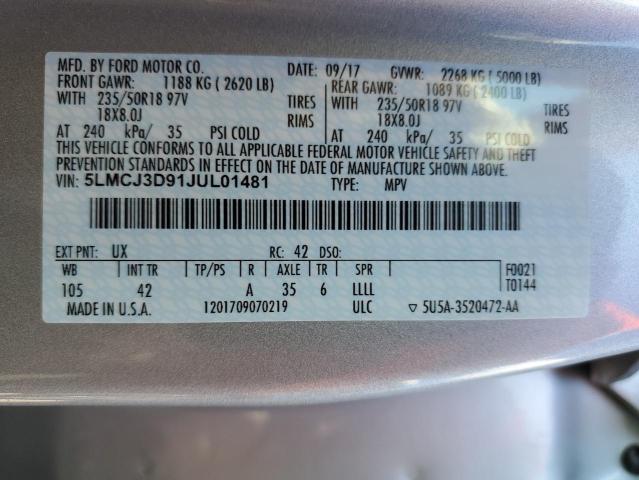 MFD. BY FORD MOTOR CO. DATE: 09/17 GVWR: 2268 KG ( 5000 LB)
FRONT GAWR: 1188 KG ( 2620 LB) REAR GAWR: 1089 KG ( 2400 LB)
WITH 235/50R18 97V TIRES WITH 235/50R18 97V TIRES
18X8.0J RIMS 18X8.0J RIMS
AT 240 kPa/ 35 PSI COLD AT 240 kPa/ 35 PSI COLD
THIS VEHICLE CONFORMS TO ALL APPLICABLE FEDERAL MOTOR VEHICLE SAFETY AND THEFT
PREVENTION STANDARDS IN EFFECT ON THE DATE OF MANUFACTURE SHOWN ABOVE.
VIN: 5LMCJ3D91JUL01481 TYPE: MPV
EXT PNT: UX RC: 42 DSO:
WB INT TR TP/PS R AXLE TR SPR F0021
105 42 A 35 6 LLLL T0144
MADE IN U.S.A. 1201709070219 ULC ▽ 5U5A-3520472-AA